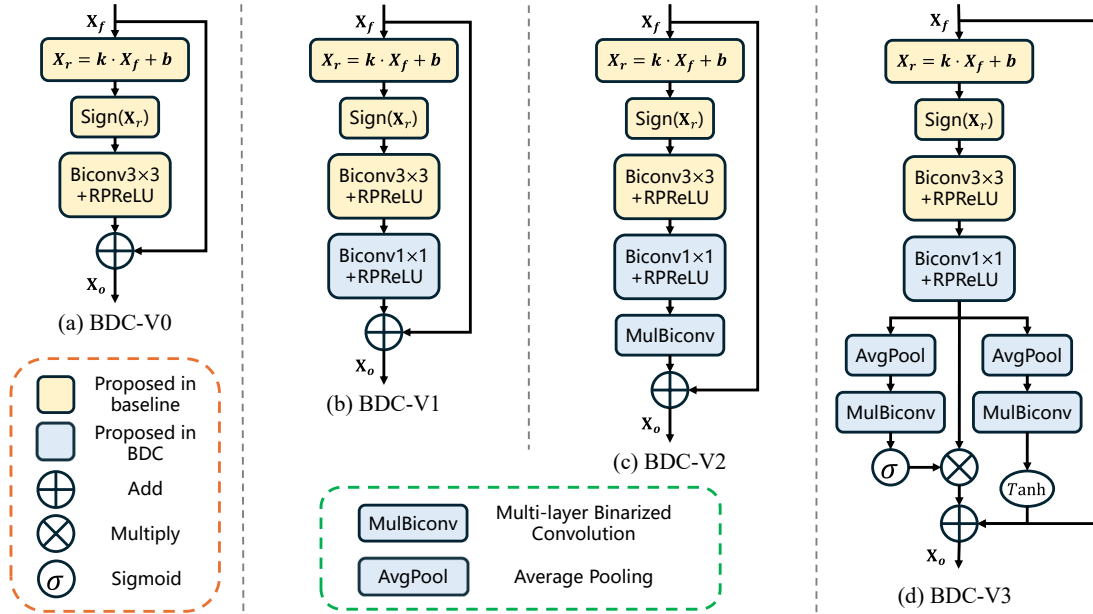 X_f
X_r = k · X_f + b
Sign(X_r)
Biconv3×3
+RPReLU
X_o
(a) BDC-V0
Proposed in
baseline
Proposed in
BDC
Add
Multiply
σ
Sigmoid
X_f
X_r = k · X_f + b
Sign(X_r)
Biconv3×3
+RPReLU
Biconv1×1
+RPReLU
X_o
(b) BDC-V1
X_f
X_r = k · X_f + b
Sign(X_r)
Biconv3×3
+RPReLU
Biconv1×1
+RPReLU
MulBiconv
X_o
(c) BDC-V2
MulBiconv
Multi-layer Binarized
Convolution
AvgPool
Average Pooling
X_f
X_r = k · X_f + b
Sign(X_r)
Biconv3×3
+RPReLU
Biconv1×1
+RPReLU
AvgPool
AvgPool
MulBiconv
MulBiconv
σ
Tanh
X_o
(d) BDC-V3